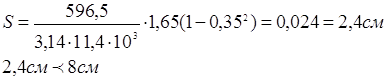 S = 596,5 / 3,14·11,4·10³ · 1,65(1 − 0,35²) = 0,024 = 2,4см
2,4см ≺ 8см